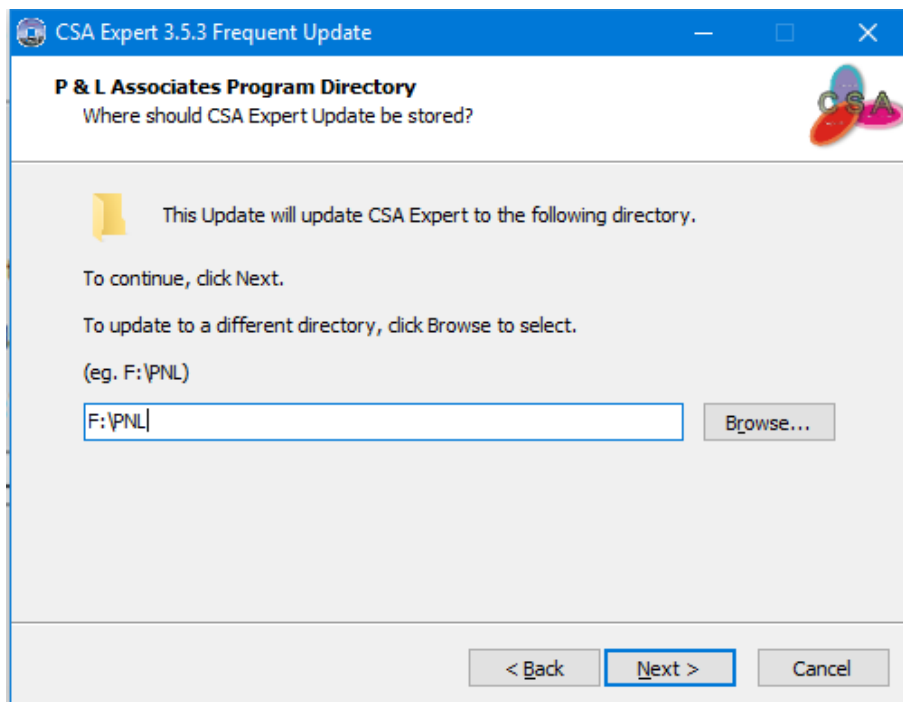 CSA Expert 3.5.3 Frequent Update
P & L Associates Program Directory
Where should CSA Expert Update be stored?
CSA
This Update will update CSA Expert to the following directory.
To continue, click Next.
To update to a different directory, click Browse to select.
(eg. F:\PNL)
F:\PNL
Browse...
< Back
Next >
Cancel